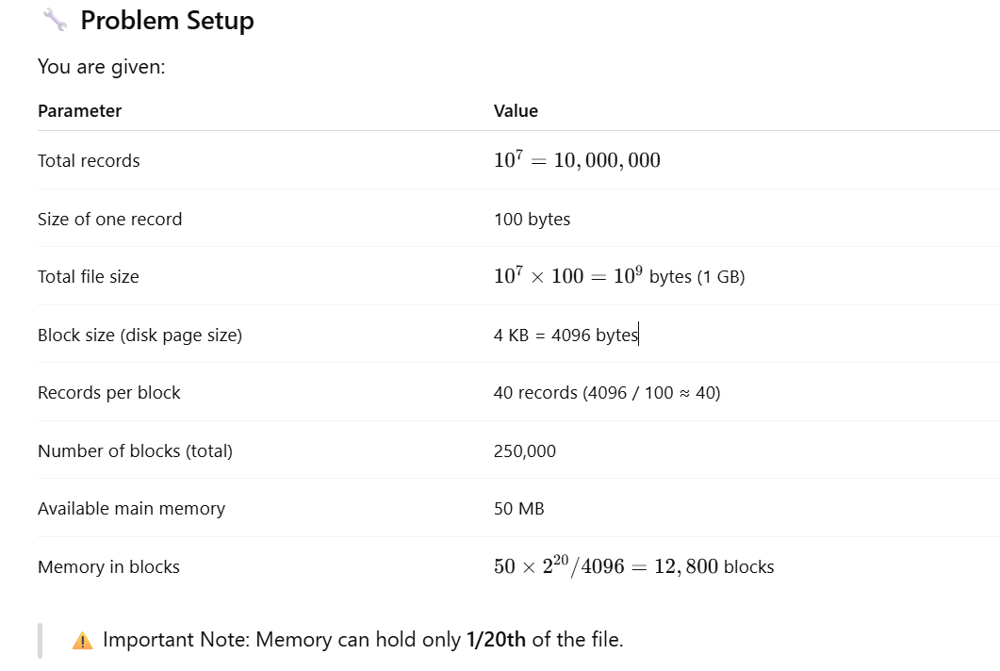 🔧 Problem Setup
You are given:
Parameter Value
Total records 10⁷ = 10,000,000
Size of one record 100 bytes
Total file size 10⁷ × 100 = 10⁹ bytes (1 GB)
Block size (disk page size) 4 KB = 4096 bytes
Records per block 40 records (4096 / 100 ≈ 40)
Number of blocks (total) 250,000
Available main memory 50 MB
Memory in blocks 50 × 2²⁰/4096 = 12,800 blocks
⚠️ Important Note: Memory can hold only 1/20th of the file.